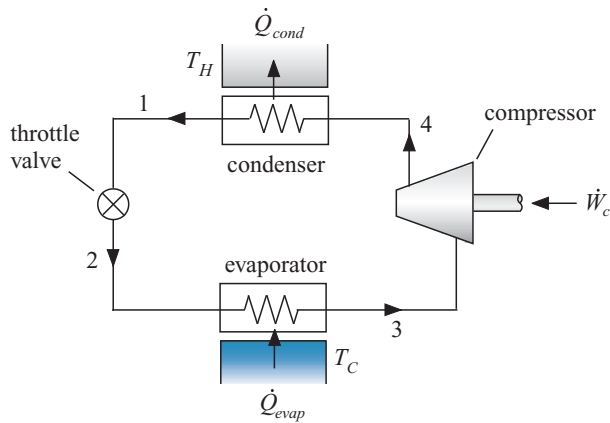 Q̇cond
TH
1
4
compressor
throttle
valve
condenser
Ẇc
2
evaporator
3
TC
Q̇evap